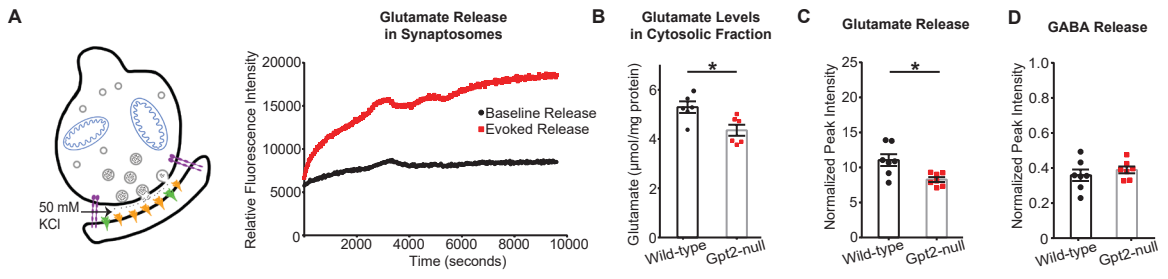 A
50 mM
KCl
Glutamate Release
in Synaptosomes
Relative Fluorescence Intensity
20000
15000
10000
5000
0
Baseline Release
Evoked Release
2000
4000
6000
8000
10000
Time (seconds)
B
Glutamate Levels
in Cytosolic Fraction
Glutamate (μmol/mg protein)
6
4
2
0
*
Wild-type
Gpt2-null
C
Glutamate Release
Normalized Peak Intensity
25
20
15
10
5
0
*
Wild-type
Gpt2-null
D
GABA Release
Normalized Peak Intensity
1.0
0.8
0.6
0.4
0.2
0.0
Wild-type
Gpt2-null